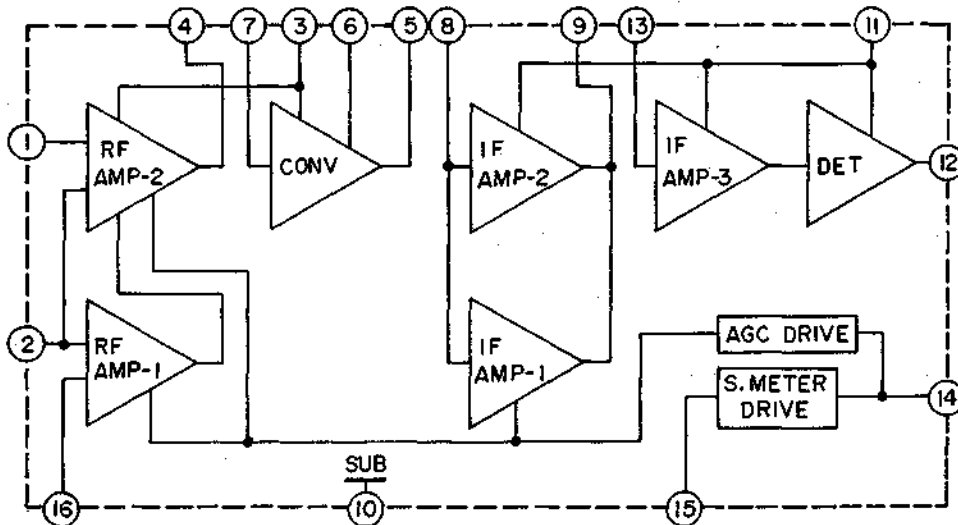 4 7 3 6 5 8 9 13 11
1
RF
AMP-2
CONV
IF
AMP-2
IF
AMP-3
DET
12
2
RF
AMP-1
IF
AMP-1
AGC DRIVE
S. METER
DRIVE
14
SUB
16 10 15